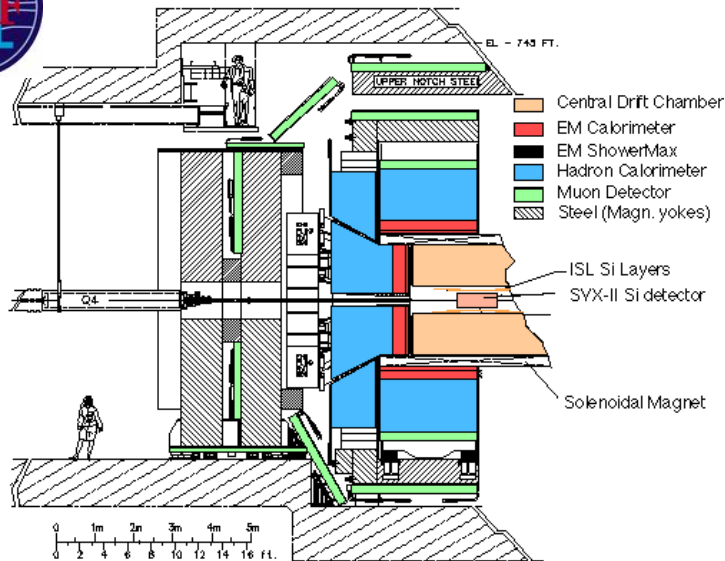 EL - 745 FT.
UPPER NOTCH STEEL
Central Drift Chamber
EM Calorimeter
EM ShowerMax
Hadron Calorimeter
Muon Detector
Steel (Magn. yokes)
ISL Si Layers
SVX-II Si detector
Q4
Solenoidal Magnet
0 1m 2m 3m 4m 5m
0 2 4 6 8 10 12 14 16 ft.